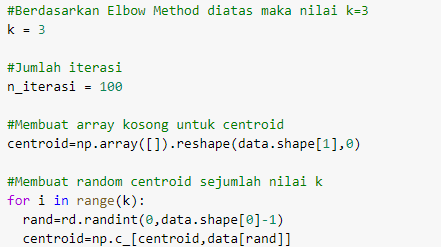 #Berdasarkan Elbow Method diatas maka nilai k=3
k = 3
#Jumlah iterasi
n_iterasi = 100
#Membuat array kosong untuk centroid
centroid=np.array([]).reshape(data.shape[1],0)
#Membuat random centroid sejumlah nilai k
for i in range(k):
  rand=rd.randint(0,data.shape[0]-1)
  centroid=np.c_[centroid,data[rand]]